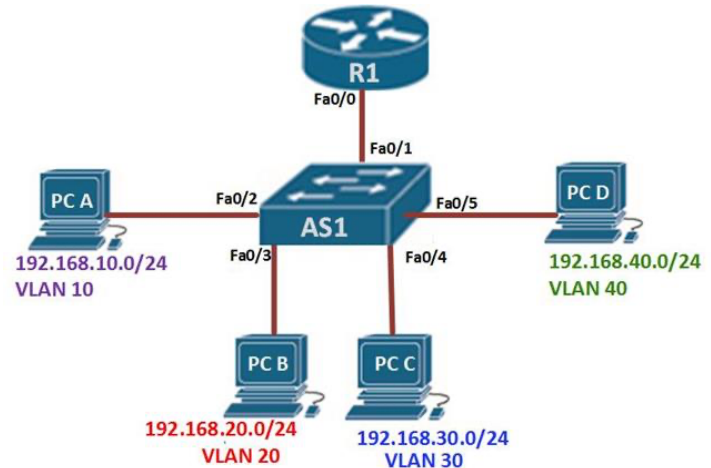 R1
Fa0/0
Fa0/1
PC A
Fa0/2
Fa0/5
PC D
AS1
192.168.10.0/24
VLAN 10
Fa0/3
Fa0/4
192.168.40.0/24
VLAN 40
PC B
PC C
192.168.20.0/24
VLAN 20
192.168.30.0/24
VLAN 30